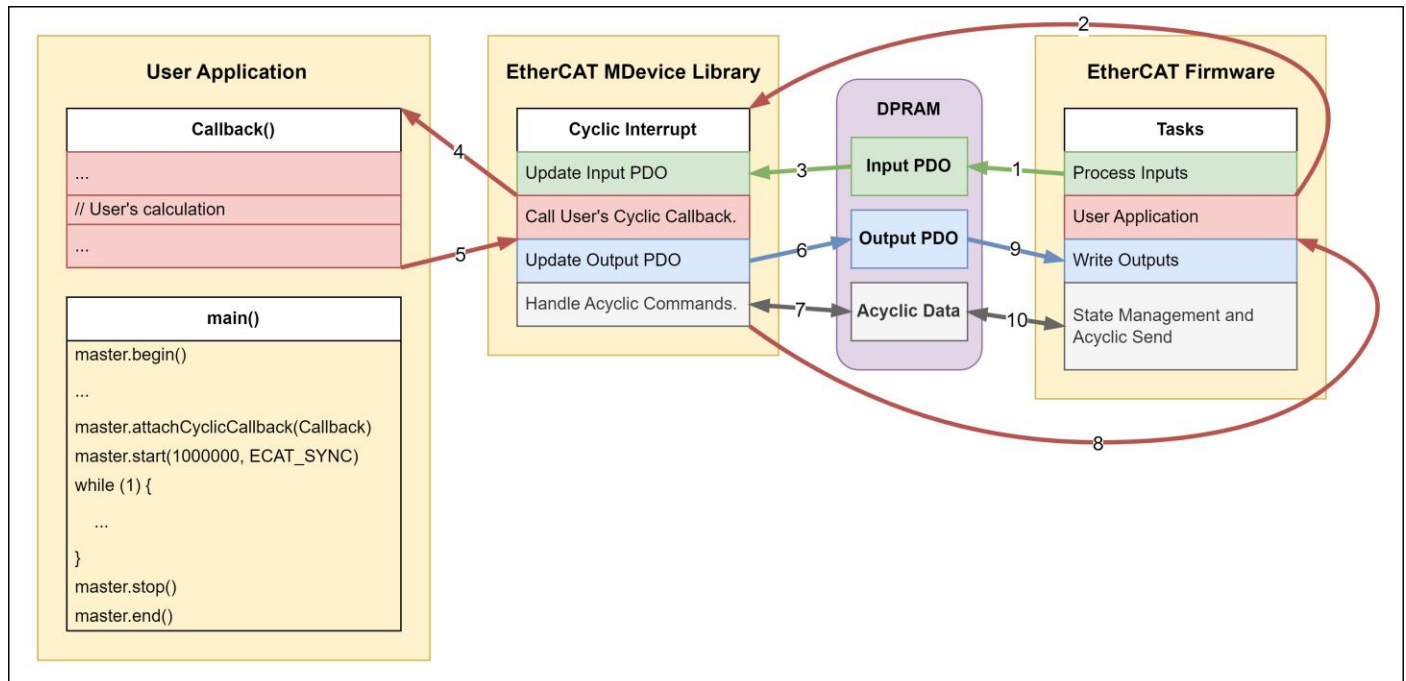 User Application
Callback()
...
// User's calculation
...
main()
master.begin()
...
master.attachCyclicCallback(Callback)
master.start(1000000, ECAT_SYNC)
while (1) {
...
}
master.stop()
master.end()
4
5
EtherCAT MDevice Library
Cyclic Interrupt
Update Input PDO
Call User's Cyclic Callback.
Update Output PDO
Handle Acyclic Commands.
3
6
7
DPRAM
Input PDO
Output PDO
Acyclic Data
2
1
9
10
8
EtherCAT Firmware
Tasks
Process Inputs
User Application
Write Outputs
State Management and
Acyclic Send